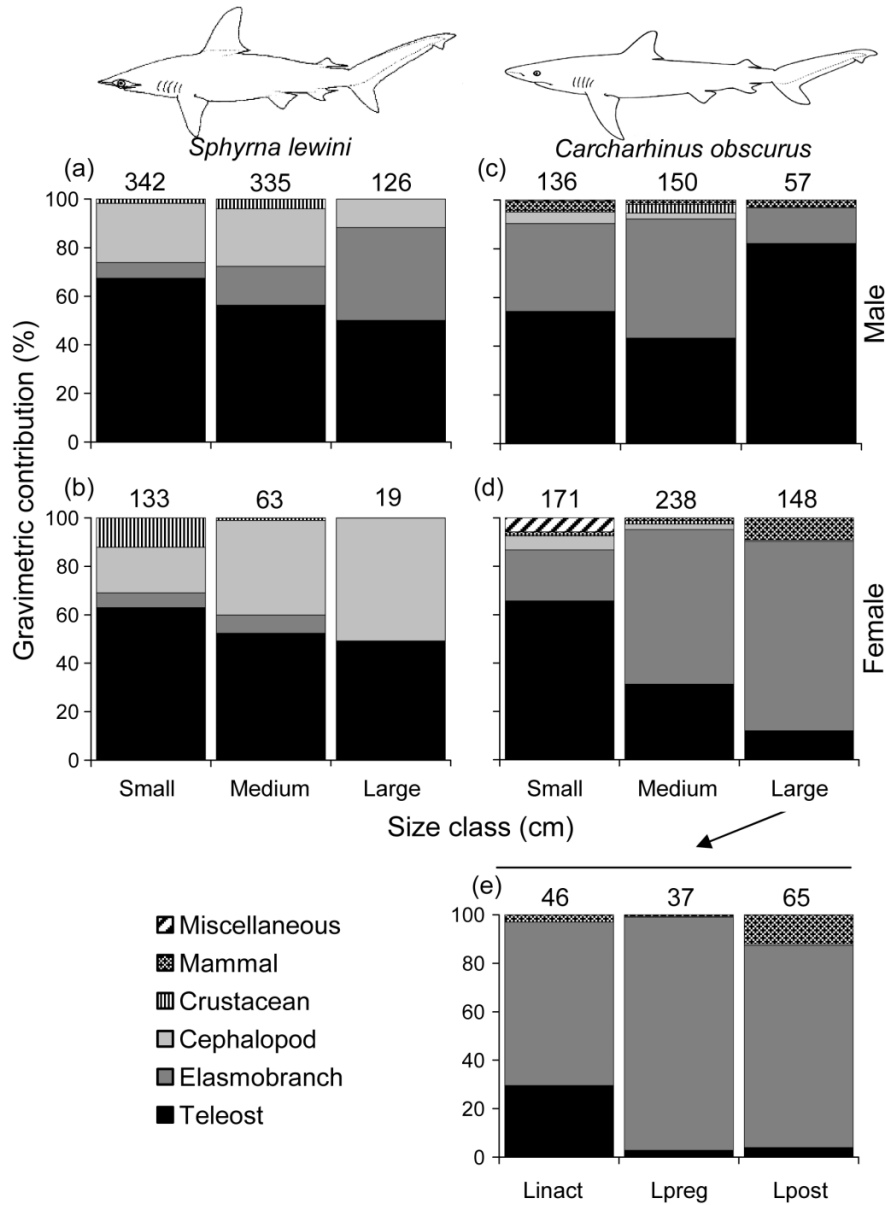 Sphyrna lewini
Carcharhinus obscurus
(a)
342 335 126
100
80
60
40
20
0
(c)
136 150 57
Male
Gravimetric contribution (%)
(b)
133 63 19
100
80
60
40
20
0
Small Medium Large
(d)
171 238 148
Female
Small Medium Large
Size class (cm)
(e)
46 37 65
100
80
60
40
20
0
Linact Lpreg Lpost
Miscellaneous
Mammal
Crustacean
Cephalopod
Elasmobranch
Teleost